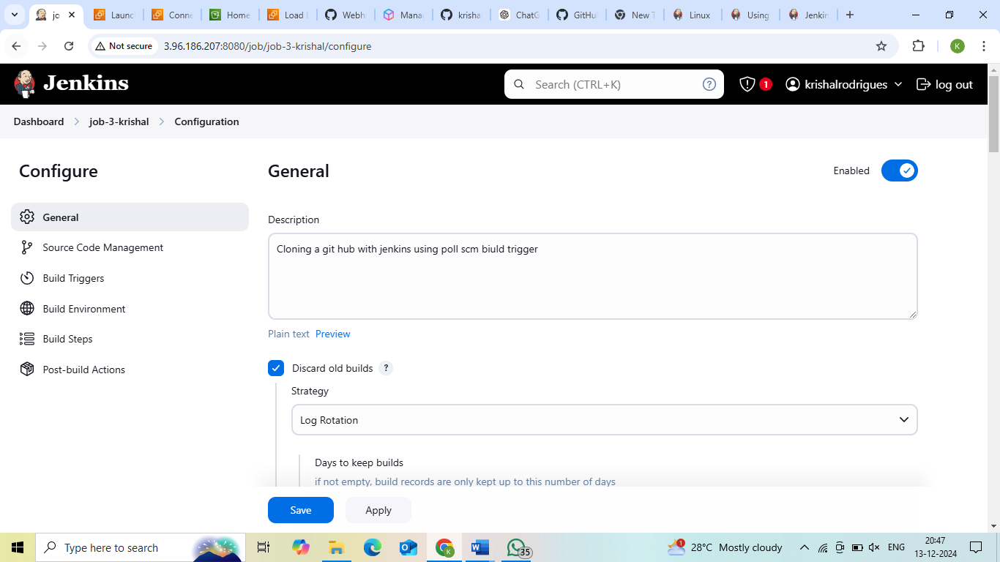 jo
Launc
Conne
Home
Load
Webh
Mana
krisha
ChatG
GitHu
New T
Linux
Using
Jenkin
Not secure
3.96.186.207:8080/job/job-3-krishal/configure
K
Jenkins
Search (CTRL+K)
?
1
krishalrodrigues
log out
Dashboard
job-3-krishal
Configuration
Configure
General
Source Code Management
Build Triggers
Build Environment
Build Steps
Post-build Actions
General
Enabled
Description
Cloning a git hub with jenkins using poll scm biuld trigger
Plain text Preview
Discard old builds ?
Strategy
Log Rotation
Days to keep builds
if not empty, build records are only kept up to this number of days
Save
Apply
Type here to search
K
35
1
28°C Mostly cloudy
ENG
20:47
13-12-2024